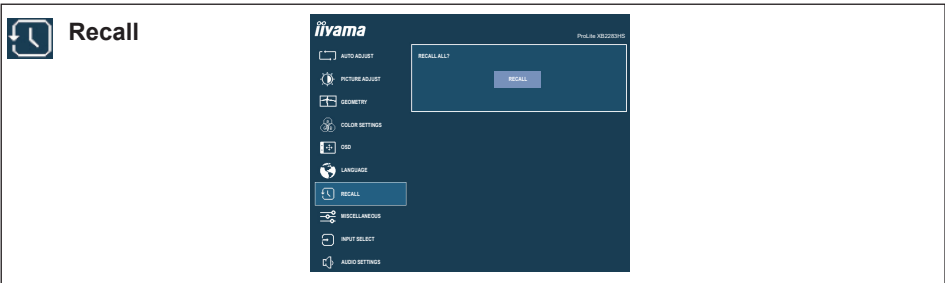 Recall
iiyama
ProLite XB2283HS
AUTO ADJUST
RECALL ALL?
PICTURE ADJUST
RECALL
GEOMETRY
COLOR SETTINGS
OSD
LANGUAGE
RECALL
MISCELLANEOUS
INPUT SELECT
AUDIO SETTINGS